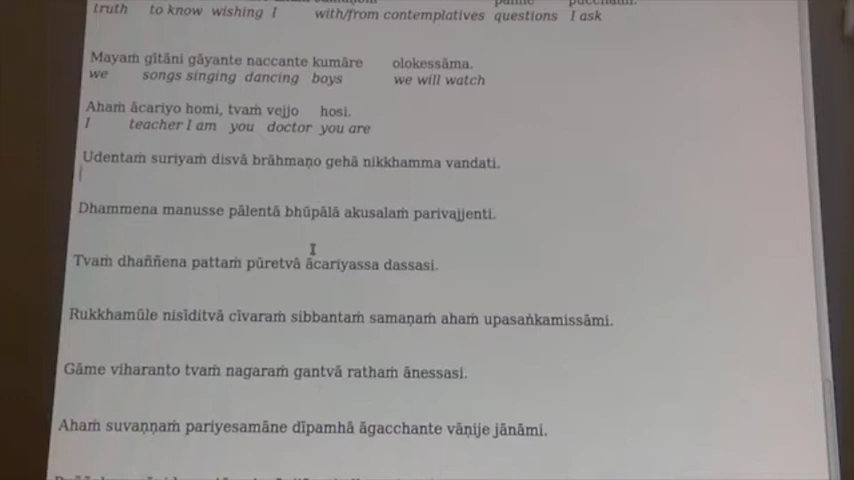 truth to know wishing I with/from contemplatives questions I ask
Mayaṁ gītāni gāyante naccante kumāre olokessāma.
we songs singing dancing boys we will watch
Ahaṁ ācariyo homi, tvaṁ vejjo hosi.
I teacher I am you doctor you are
Udentaṁ suriyaṁ disvā brāhmaṇo gehā nikkhamma vandati.
Dhammena manusse pālentā bhūpālā akusalaṁ parivajjenti.
Tvaṁ dhaññena pattaṁ pūretvā ācariyassa dassasi.
Rukkhamūle nisīditvā cīvaraṁ sibbantaṁ samaṇaṁ ahaṁ upasaṅkamissāmi.
Gāme viharanto tvaṁ nagaraṁ gantvā rathaṁ ānessasi.
Ahaṁ suvaṇṇaṁ pariyesamāne dīpamhā āgacchante vāṇije jānāmi.